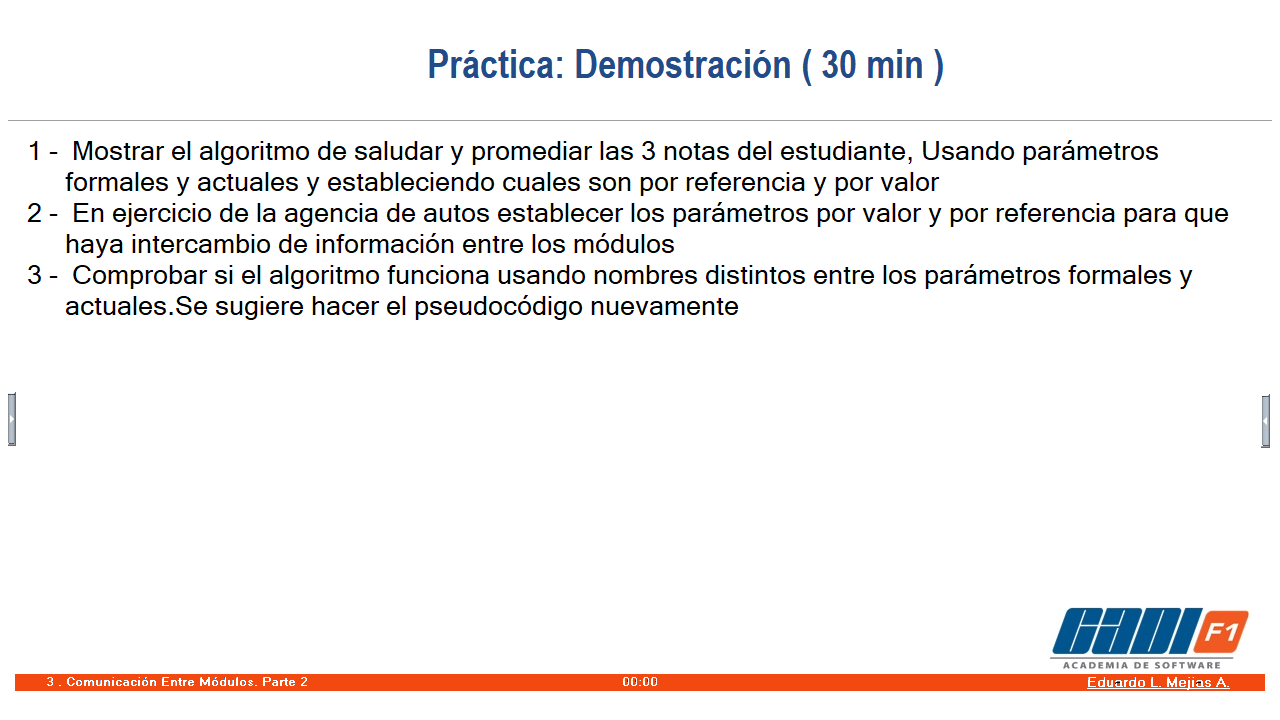 Práctica: Demostración ( 30 min )
1 - Mostrar el algoritmo de saludar y promediar las 3 notas del estudiante, Usando parámetros
formales y actuales y estableciendo cuales son por referencia y por valor
2 - En ejercicio de la agencia de autos establecer los parámetros por valor y por referencia para que
haya intercambio de información entre los módulos
3 - Comprobar si el algoritmo funciona usando nombres distintos entre los parámetros formales y
actuales.Se sugiere hacer el pseudocódigo nuevamente
CADI F1
ACADEMIA DE SOFTWARE
3 . Comunicación Entre Módulos. Parte 2
00:00
Eduardo L. Mejias A.